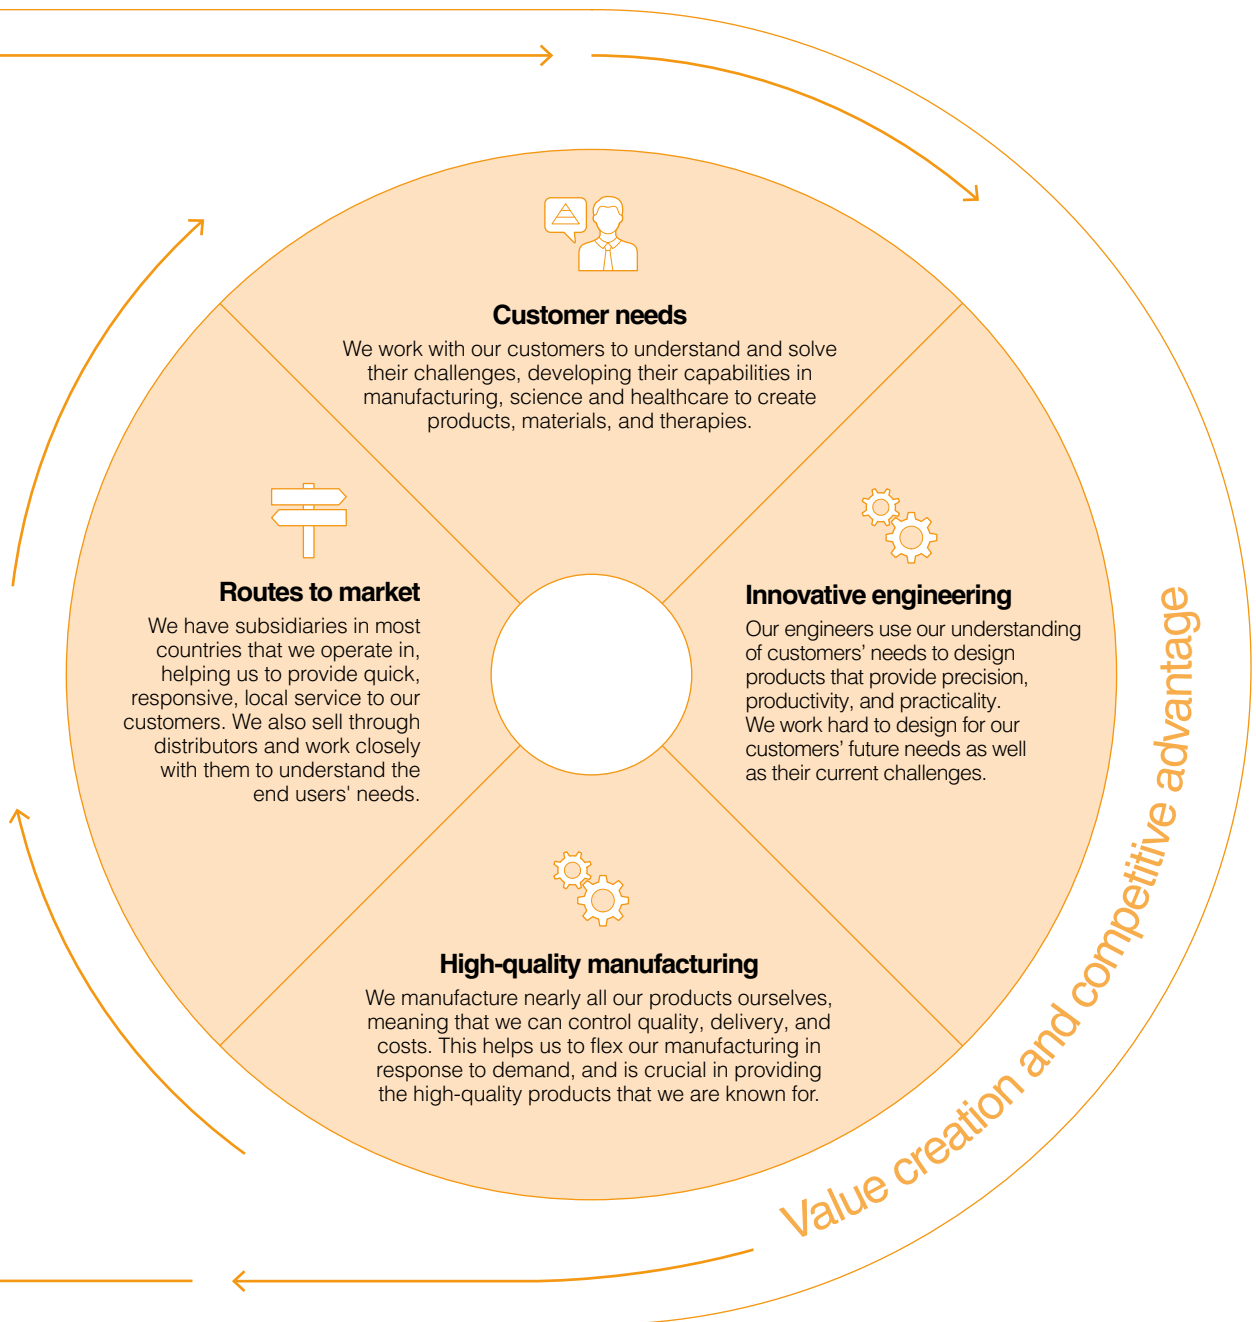 Customer needs
We work with our customers to understand and solve
their challenges, developing their capabilities in
manufacturing, science and healthcare to create
products, materials, and therapies.
Innovative engineering
Our engineers use our understanding
of customers’ needs to design
products that provide precision,
productivity, and practicality.
We work hard to design for our
customers’ future needs as well
as their current challenges.
High-quality manufacturing
We manufacture nearly all our products ourselves,
meaning that we can control quality, delivery, and
costs. This helps us to flex our manufacturing in
response to demand, and is crucial in providing
the high-quality products that we are known for.
Routes to market
We have subsidiaries in most
countries that we operate in,
helping us to provide quick,
responsive, local service to our
customers. We also sell through
distributors and work closely
with them to understand the
end users' needs.
Value creation and competitive advantage